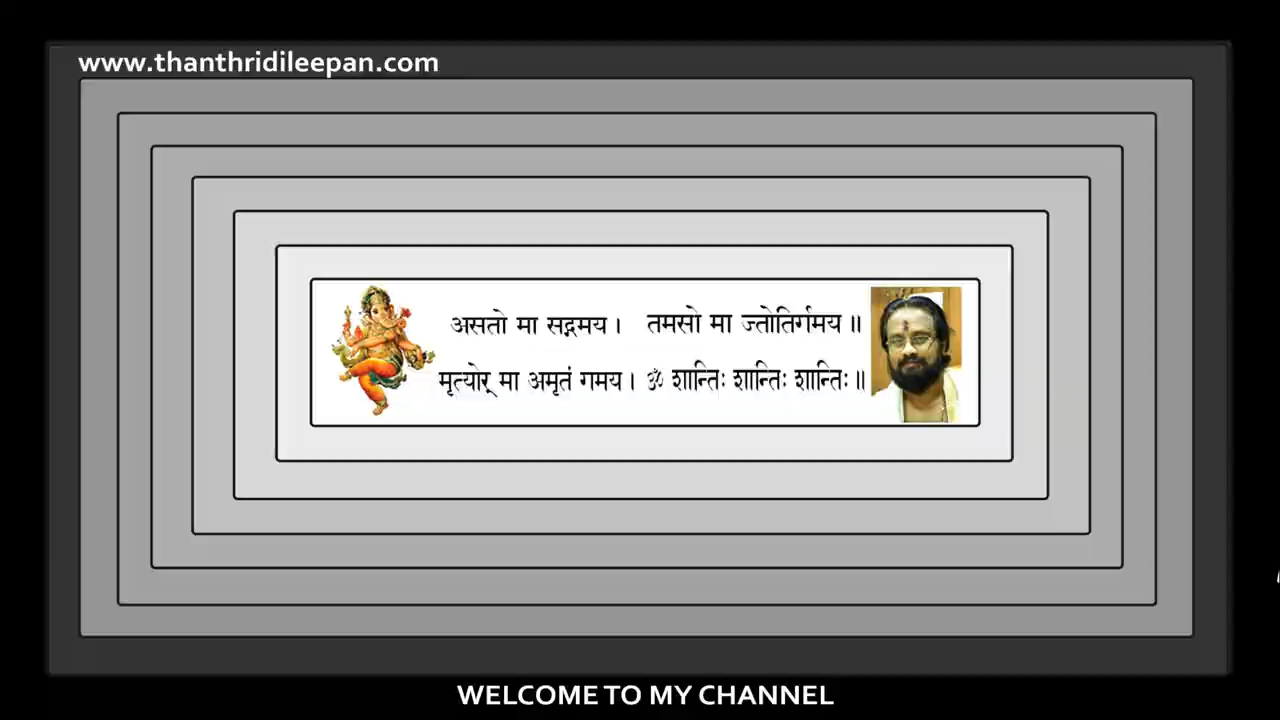 www.thanthridileepan.com
असतो मा सद्गमय। तमसो मा ज्तोतिर्गमय॥
मृत्योर् मा अमृतं गमय। ॐ शान्तिः शान्तिः शान्तिः॥
WELCOME TO MY CHANNEL